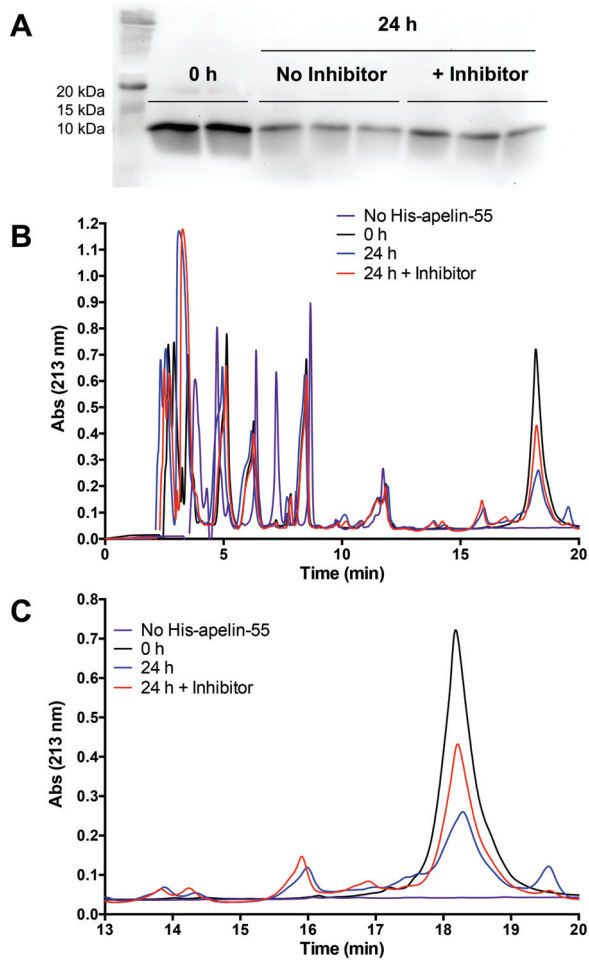 A
24 h
0 h
No Inhibitor
+ Inhibitor
20 kDa
15 kDa
10 kDa
B
No His-apelin-55
0 h
24 h
24 h + Inhibitor
1.2
1.1
1.0
0.9
0.8
0.7
0.6
0.5
0.4
0.3
0.2
0.1
0.0
Abs (213 nm)
0 5 10 15 20
Time (min)
C
No His-apelin-55
0 h
24 h
24 h + Inhibitor
0.8
0.7
0.6
0.5
0.4
0.3
0.2
0.1
0.0
Abs (213 nm)
13 14 15 16 17 18 19 20
Time (min)